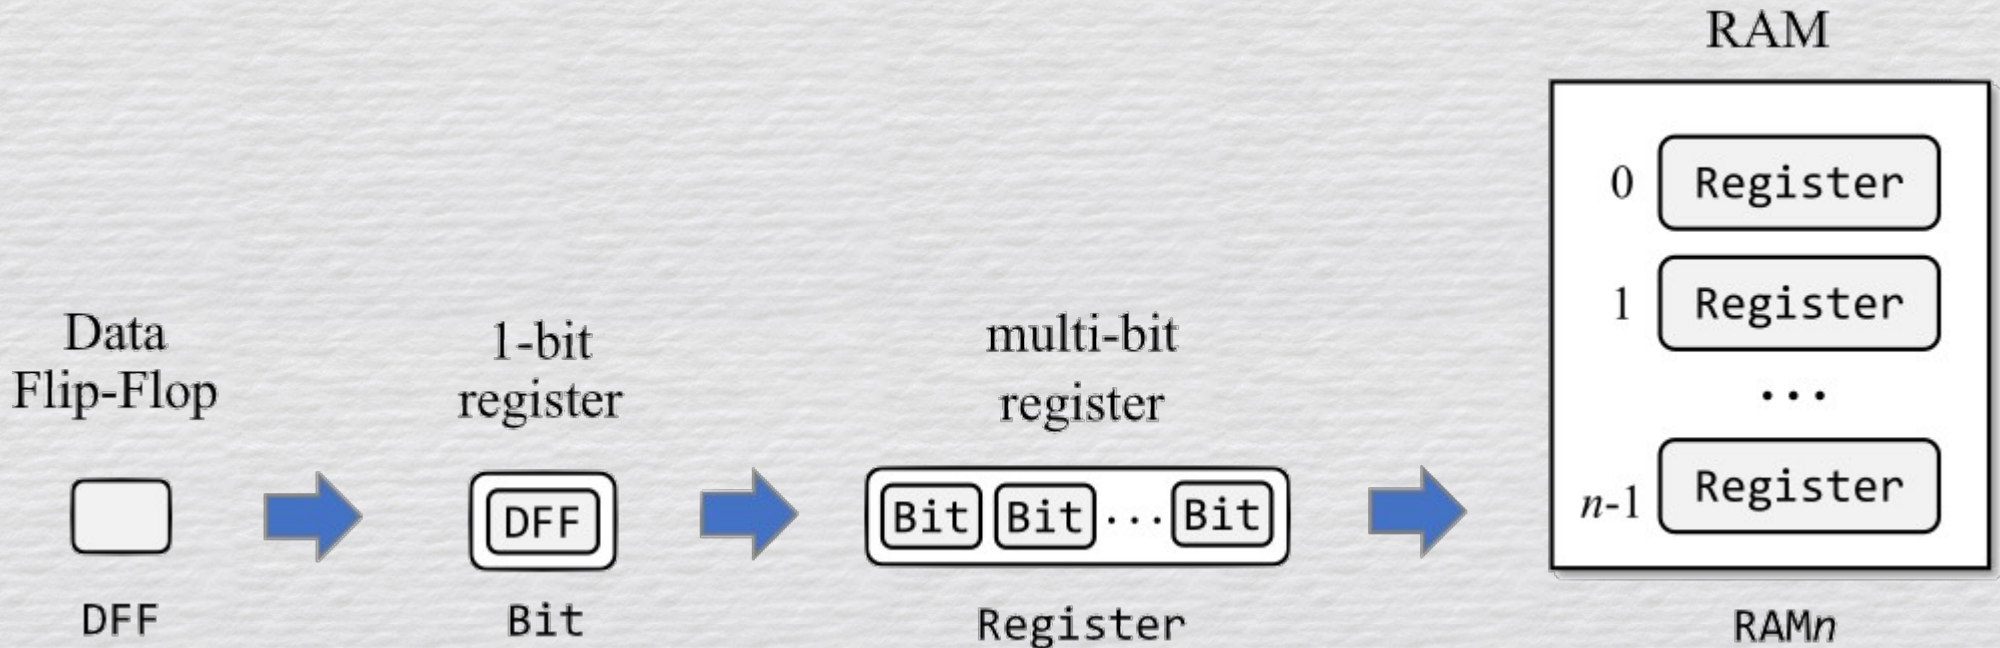 Data
Flip-Flop
DFF
1-bit
register
DFF
Bit
multi-bit
register
Bit Bit ... Bit
Register
RAM
0 Register
1 Register
...
n-1 Register
RAMn